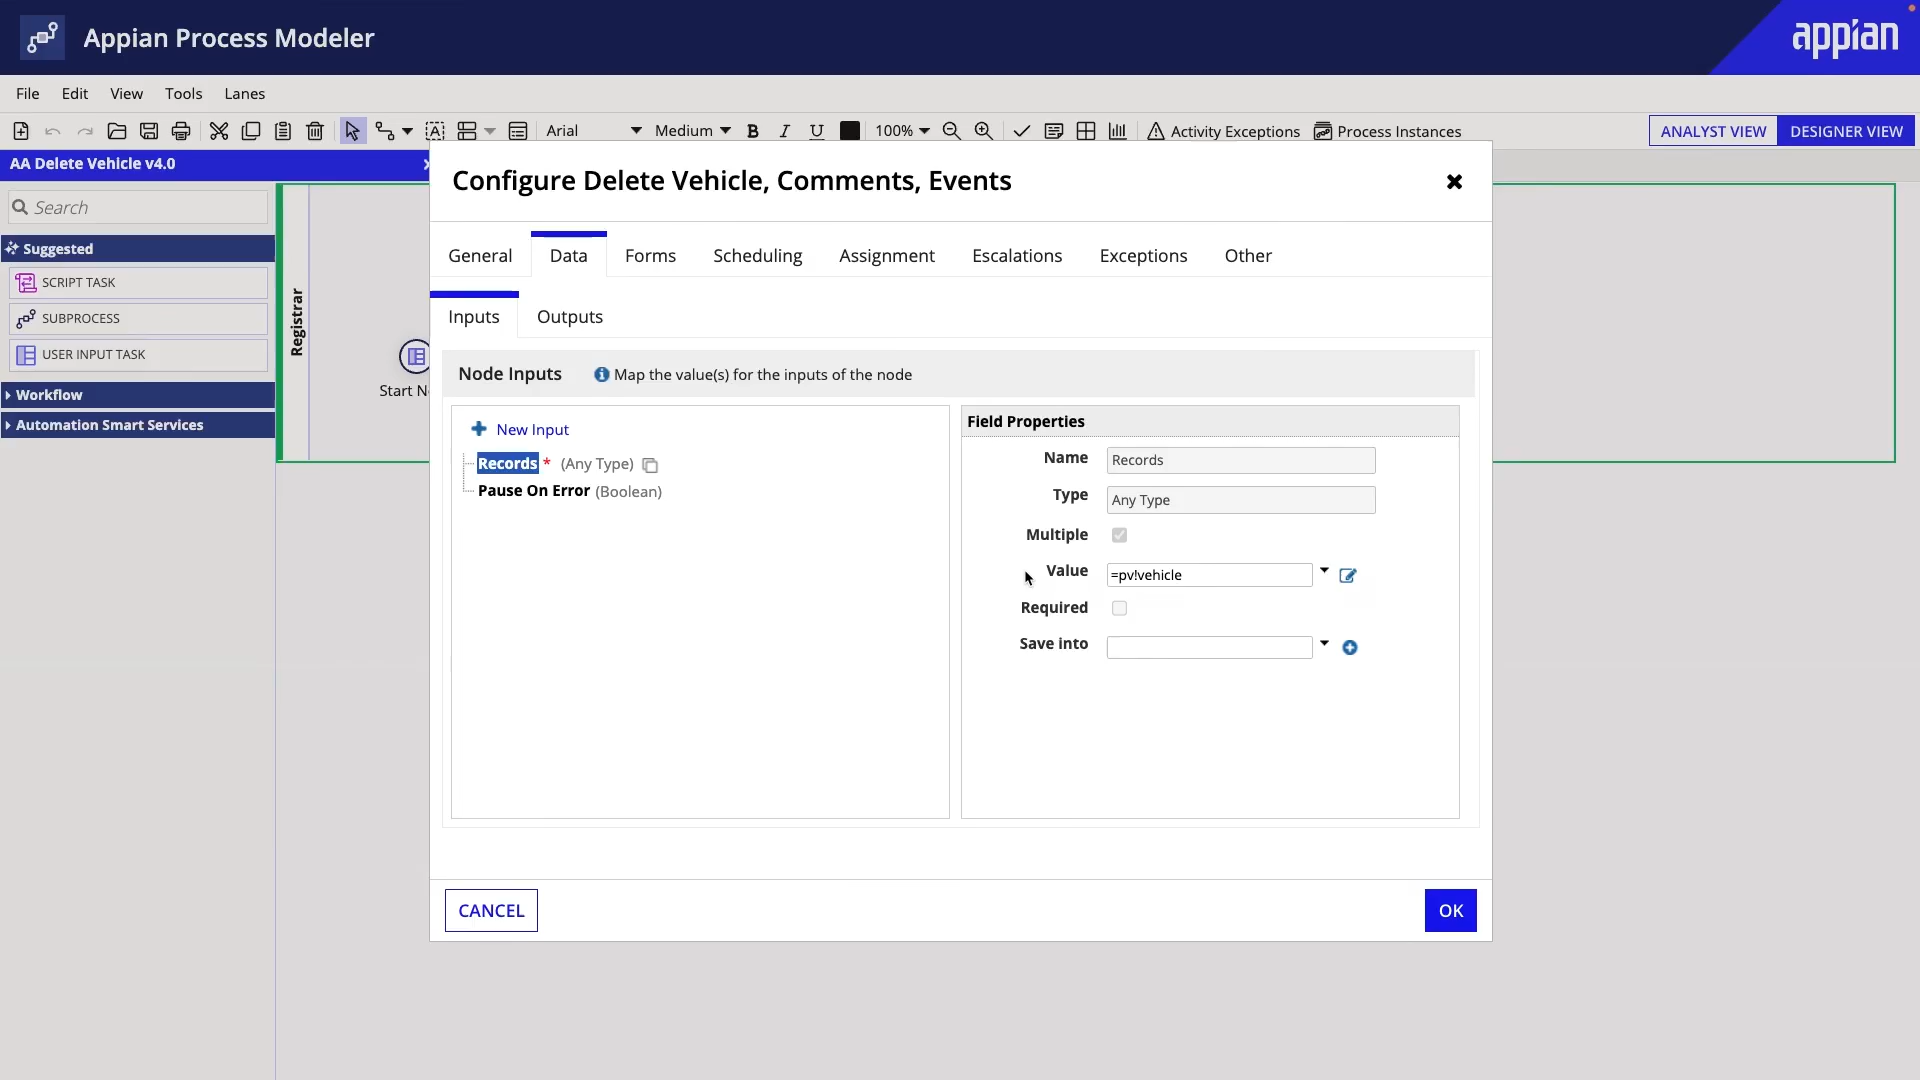 Appian Process Modeler
appian
File Edit View Tools Lanes
Arial Medium B I U 100% Activity Exceptions Process Instances ANALYST VIEW DESIGNER VIEW
AA Delete Vehicle v4.0
Search
Suggested
SCRIPT TASK
SUBPROCESS
USER INPUT TASK
Workflow
Automation Smart Services
Registrar
Start N
Configure Delete Vehicle, Comments, Events
General Data Forms Scheduling Assignment Escalations Exceptions Other
Inputs Outputs
Node Inputs Map the value(s) for the inputs of the node
New Input
Records * (Any Type)
Pause On Error (Boolean)
Field Properties
Name Records
Type Any Type
Multiple
Value =pv!vehicle
Required
Save into
CANCEL OK